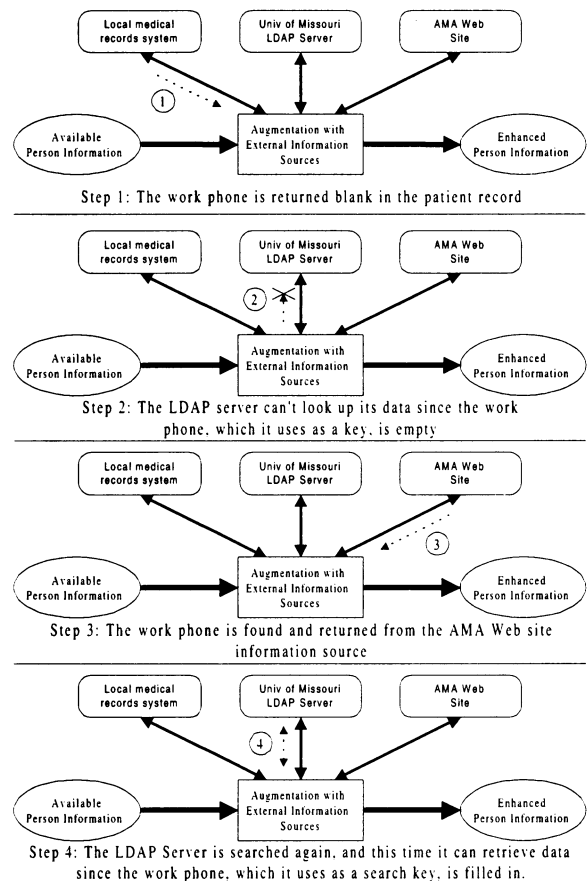 Local medical
records system
Univ of Missouri
LDAP Server
AMA Web
Site
1
Available
Person Information
Augmentation with
External Information
Sources
Enhanced
Person Information
Step 1: The work phone is returned blank in the patient record
Local medical
records system
Univ of Missouri
LDAP Server
AMA Web
Site
2
Available
Person Information
Augmentation with
External Information
Sources
Enhanced
Person Information
Step 2: The LDAP server can't look up its data since the work
phone, which it uses as a key, is empty
Local medical
records system
Univ of Missouri
LDAP Server
AMA Web
Site
3
Available
Person Information
Augmentation with
External Information
Sources
Enhanced
Person Information
Step 3: The work phone is found and returned from the AMA Web site
information source
Local medical
records system
Univ of Missouri
LDAP Server
AMA Web
Site
4
Available
Person Information
Augmentation with
External Information
Sources
Enhanced
Person Information
Step 4: The LDAP Server is searched again, and this time it can retrieve data
since the work phone, which it uses as a search key, is filled in.